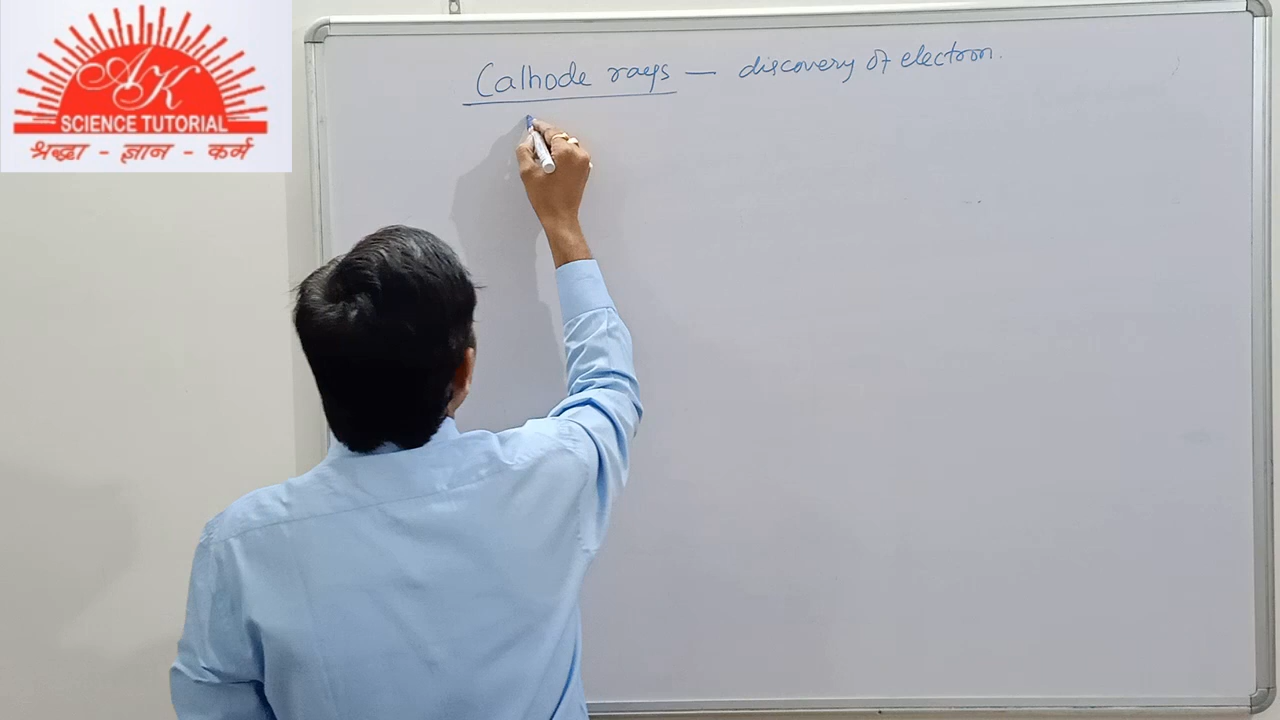 AK
SCIENCE TUTORIAL
श्रद्धा - ज्ञान - कर्म
Cathode rays — discovery of electron.